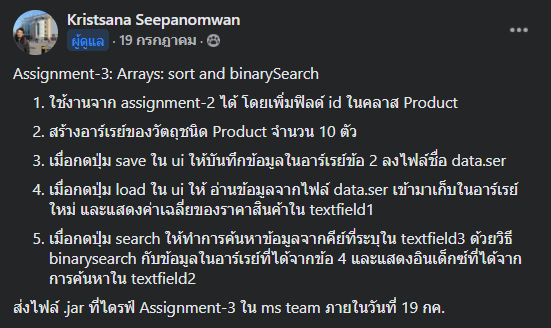 Kristsana Seepanomwan
ผู้ดูแล · 19 กรกฎาคม ·
Assignment-3: Arrays: sort and binarySearch
1. ใช้งานจาก assignment-2 ได้ โดยเพิ่มฟิลด์ id ในคลาส Product
2. สร้างอาร์เรย์ของวัตถุชนิด Product จำนวน 10 ตัว
3. เมื่อกดปุ่ม save ใน ui ให้บันทึกข้อมูลในอาร์เรย์ข้อ 2 ลงไฟล์ชื่อ data.ser
4. เมื่อกดปุ่ม load ใน ui ให้ อ่านข้อมูลจากไฟล์ data.ser เข้ามาเก็บในอาร์เรย์
ใหม่ และแสดงค่าเฉลี่ยของราคาสินค้าใน textfield1
5. เมื่อกดปุ่ม search ให้ทำการค้นหาข้อมูลจากคีย์ที่ระบุใน textfield3 ด้วยวิธี
binarysearch กับข้อมูลในอาร์เรย์ที่ได้จากข้อ 4 และแสดงอินเด็กซ์ที่ได้จาก
การค้นหาใน textfield2
ส่งไฟล์ .jar ที่ไดรฟ์ Assignment-3 ใน ms team ภายในวันที่ 19 กค.